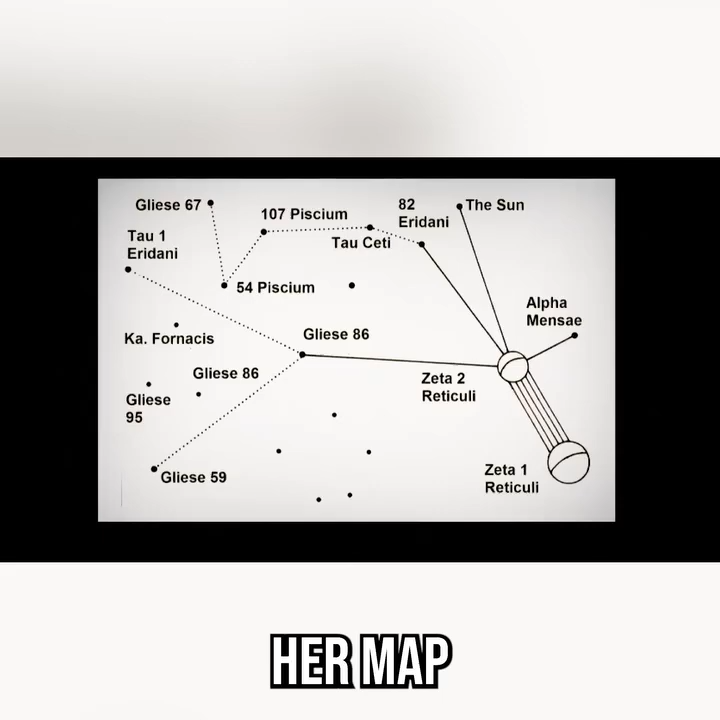 Gliese 67
The Sun
82
Eridani
107 Piscium
Tau Ceti
Tau 1
Eridani
54 Piscium
Alpha
Mensae
Ka. Fornacis
Gliese 86
Gliese 86
Zeta 2
Reticuli
Gliese
95
Gliese 59
Zeta 1
Reticuli
HER MAP